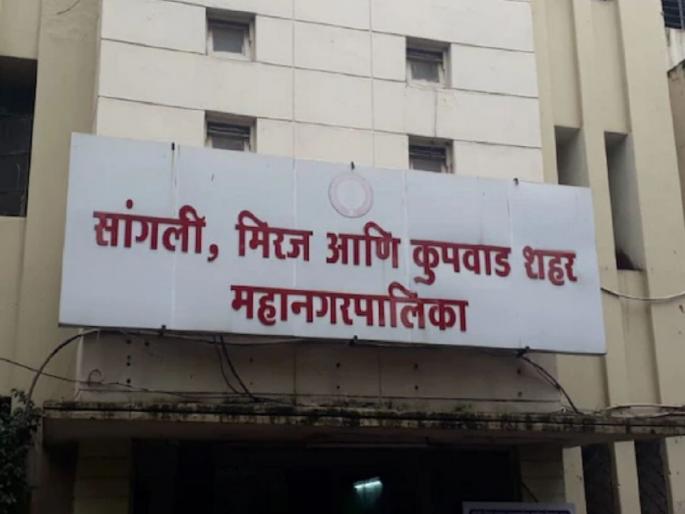 सांगली, मिरज आणि कुपवाड शहर
महानगरपालिका